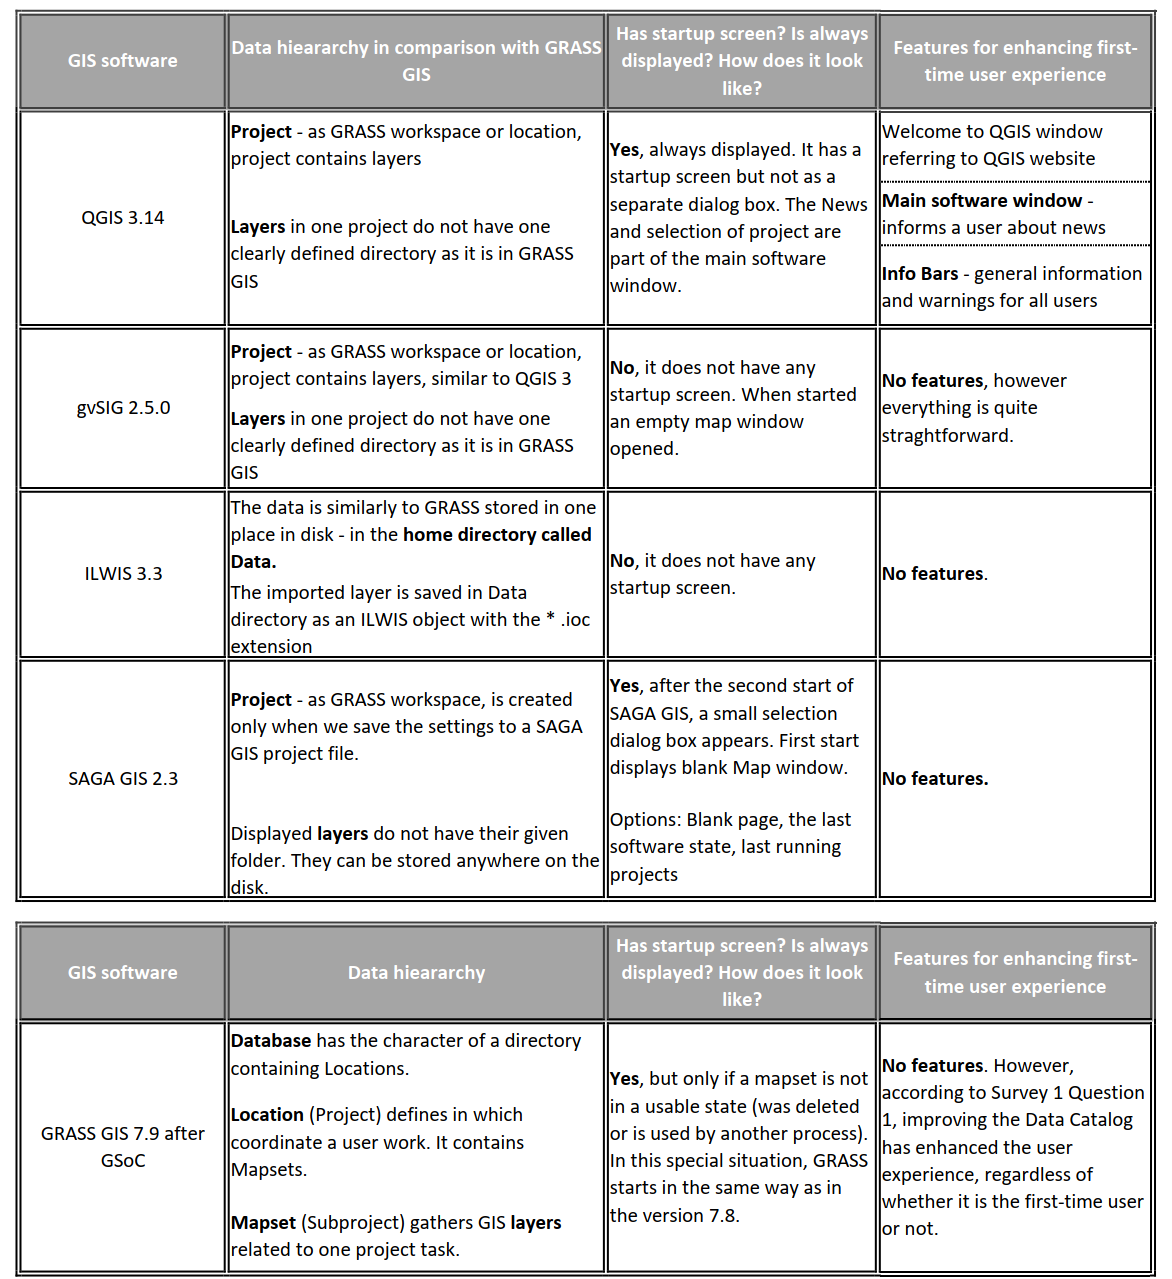 GIS software
Data hieararchy in comparison with GRASS
GIS
Has startup screen? Is always
displayed? How does it look
like?
Features for enhancing first-
time user experience
QGIS 3.14
Project - as GRASS workspace or location,
project contains layers
Layers in one project do not have one
clearly defined directory as it is in GRASS
GIS
Yes, always displayed. It has a
startup screen but not as a
separate dialog box. The News
and selection of project are
part of the main software
window.
Welcome to QGIS window
referring to QGIS website
Main software window -
informs a user about news
Info Bars - general information
and warnings for all users
gvSIG 2.5.0
Project - as GRASS workspace or location,
project contains layers, similar to QGIS 3
Layers in one project do not have one
clearly defined directory as it is in GRASS
GIS
No, it does not have any
startup screen. When started
an empty map window
opened.
No features, however
everything is quite
straghtforward.
ILWIS 3.3
The data is similarly to GRASS stored in one
place in disk - in the home directory called
Data.
The imported layer is saved in Data
directory as an ILWIS object with the * .ioc
extension
No, it does not have any
startup screen.
No features.
SAGA GIS 2.3
Project - as GRASS workspace, is created
only when we save the settings to a SAGA
GIS project file.
Displayed layers do not have their given
folder. They can be stored anywhere on the
disk.
Yes, after the second start of
SAGA GIS, a small selection
dialog box appears. First start
displays blank Map window.
Options: Blank page, the last
software state, last running
projects
No features.
GIS software
Data hieararchy
Has startup screen? Is always
displayed? How does it look
like?
Features for enhancing first-
time user experience
GRASS GIS 7.9 after
GSoC
Database has the character of a directory
containing Locations.
Location (Project) defines in which
coordinate a user work. It contains
Mapsets.
Mapset (Subproject) gathers GIS layers
related to one project task.
Yes, but only if a mapset is not
in a usable state (was deleted
or is used by another process).
In this special situation, GRASS
starts in the same way as in
the version 7.8.
No features. However,
according to Survey 1 Question
1, improving the Data Catalog
has enhanced the user
experience, regardless of
whether it is the first-time user
or not.